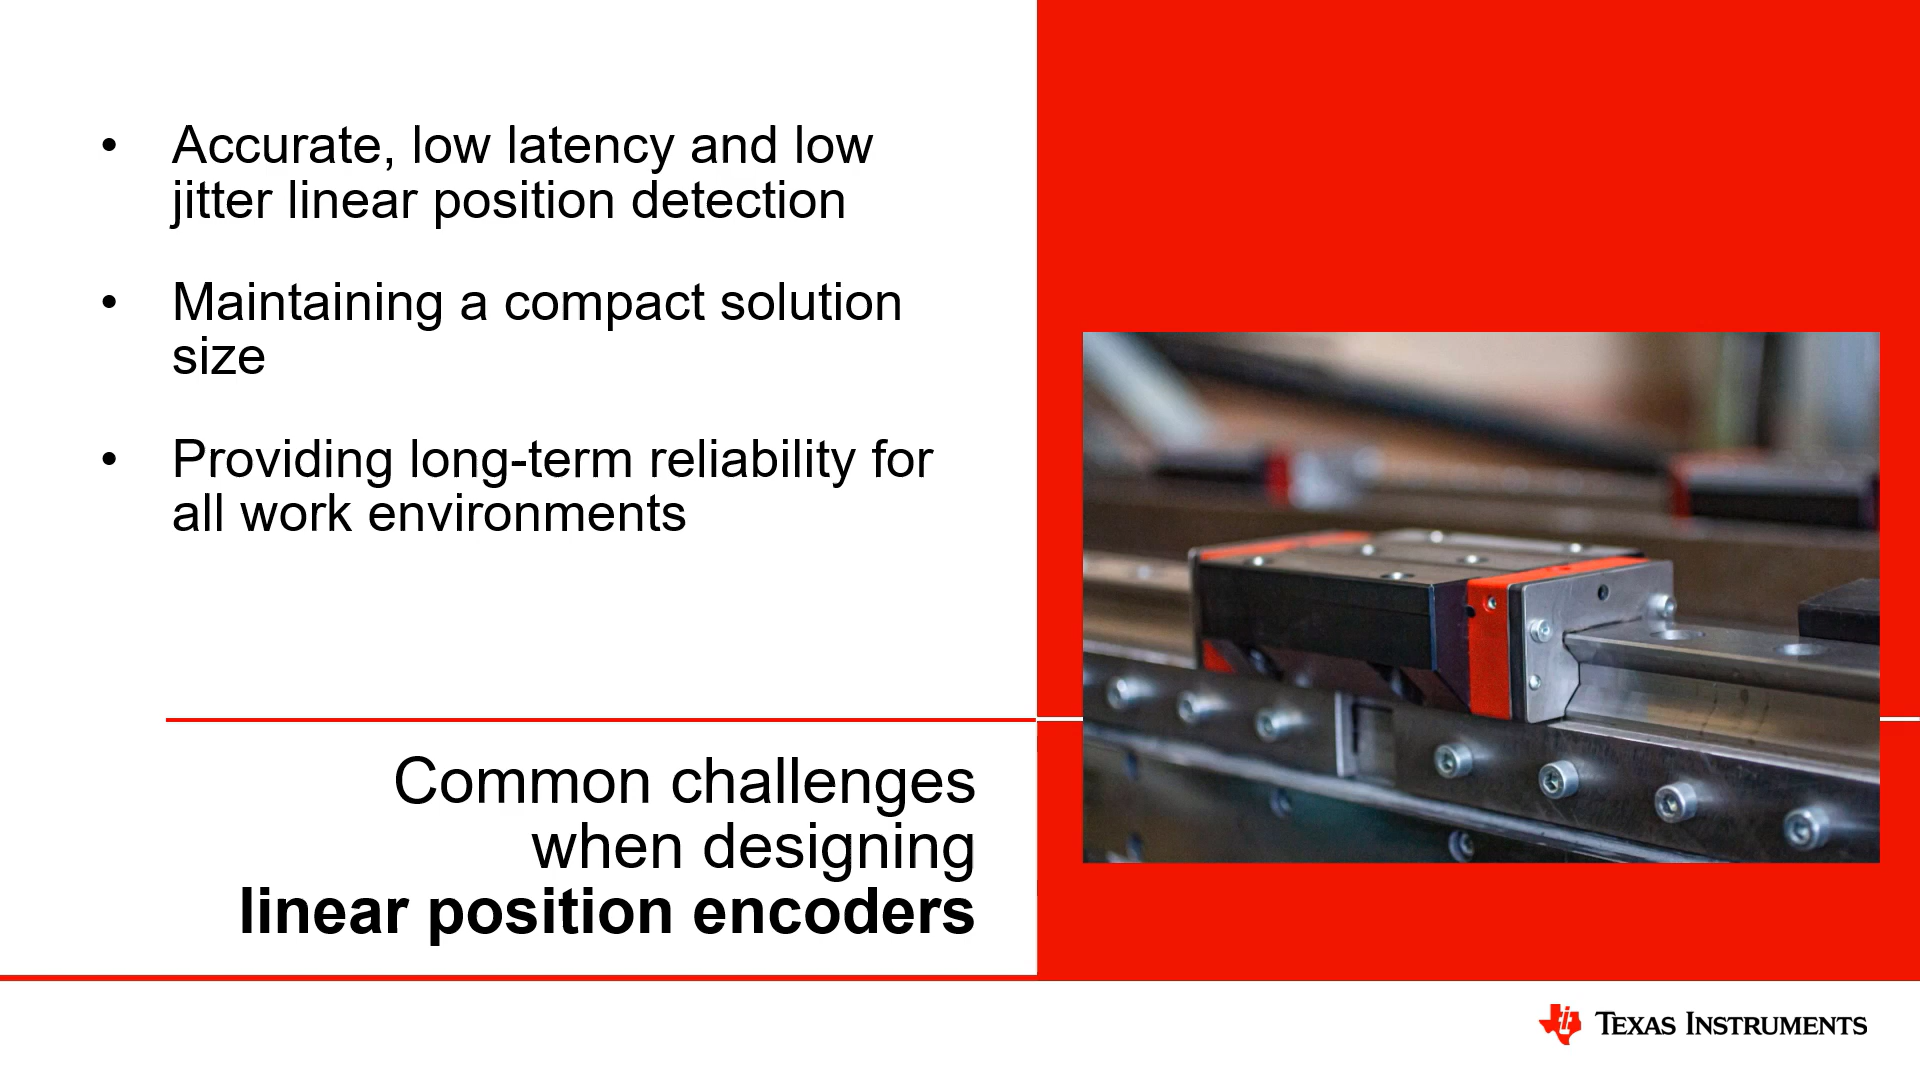 • Accurate, low latency and low
jitter linear position detection
• Maintaining a compact solution
size
• Providing long-term reliability for
all work environments
Common challenges
when designing
linear position encoders
TEXAS INSTRUMENTS